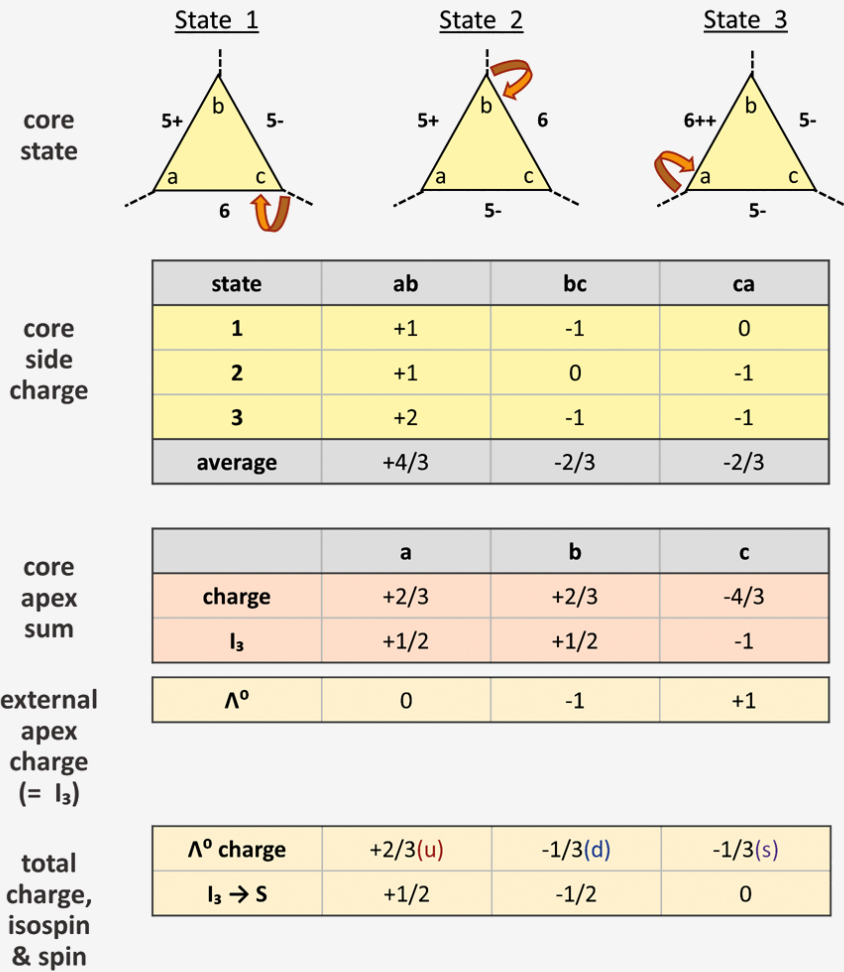 State 1 State 2 State 3
core
state
b
5+ 5-
a c
6
b
5+ 6
a c
5-
b
6++ 5-
a c
5-
core
side
charge
state ab bc ca
1 +1 -1 0
2 +1 0 -1
3 +2 -1 -1
average +4/3 -2/3 -2/3
core
apex
sum
a b c
charge +2/3 +2/3 -4/3
I₃ +1/2 +1/2 -1
external
apex
charge
(= I₃)
Λ⁰ 0 -1 +1
total
charge,
isospin
& spin
Λ⁰ charge +2/3(u) -1/3(d) -1/3(s)
I₃ → S +1/2 -1/2 0